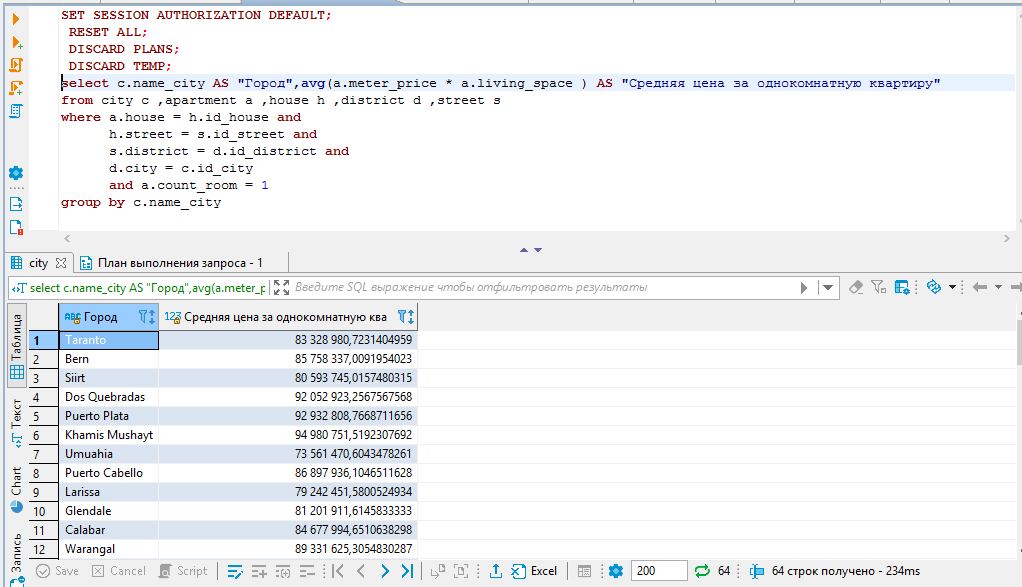 SET SESSION AUTHORIZATION DEFAULT;
RESET ALL;
DISCARD PLANS;
DISCARD TEMP;
select c.name_city AS "Город",avg(a.meter_price * a.living_space ) AS "Средняя цена за однокомнатную квартиру"
from city c ,apartment a ,house h ,district d ,street s
where a.house = h.id_house and
h.street = s.id_street and
s.district = d.id_district and
d.city = c.id_city
and a.count_room = 1
group by c.name_city
city План выполнения запроса - 1
select c.name_city AS "Город",avg(a.meter_p Введите SQL выражение чтобы отфильтровать результаты
Таблица
Текст
Chart
Запись
ABC Город 123 Средняя цена за однокомнатную ква
1 Taranto 83 328 980,7231404959
2 Bern 85 758 337,0091954023
3 Siirt 80 593 745,0157480315
4 Dos Quebradas 92 052 923,2567567568
5 Puerto Plata 92 932 808,7668711656
6 Khamis Mushayt 94 980 751,5192307692
7 Umuahia 73 561 470,6043478261
8 Puerto Cabello 86 897 936,1046511628
9 Larissa 79 242 451,5800524934
10 Glendale 81 201 911,6145833333
11 Calabar 84 677 994,6510638298
12 Warangal 89 331 625,3054830287
Save Cancel Script Excel 200 64 64 строк получено - 234ms